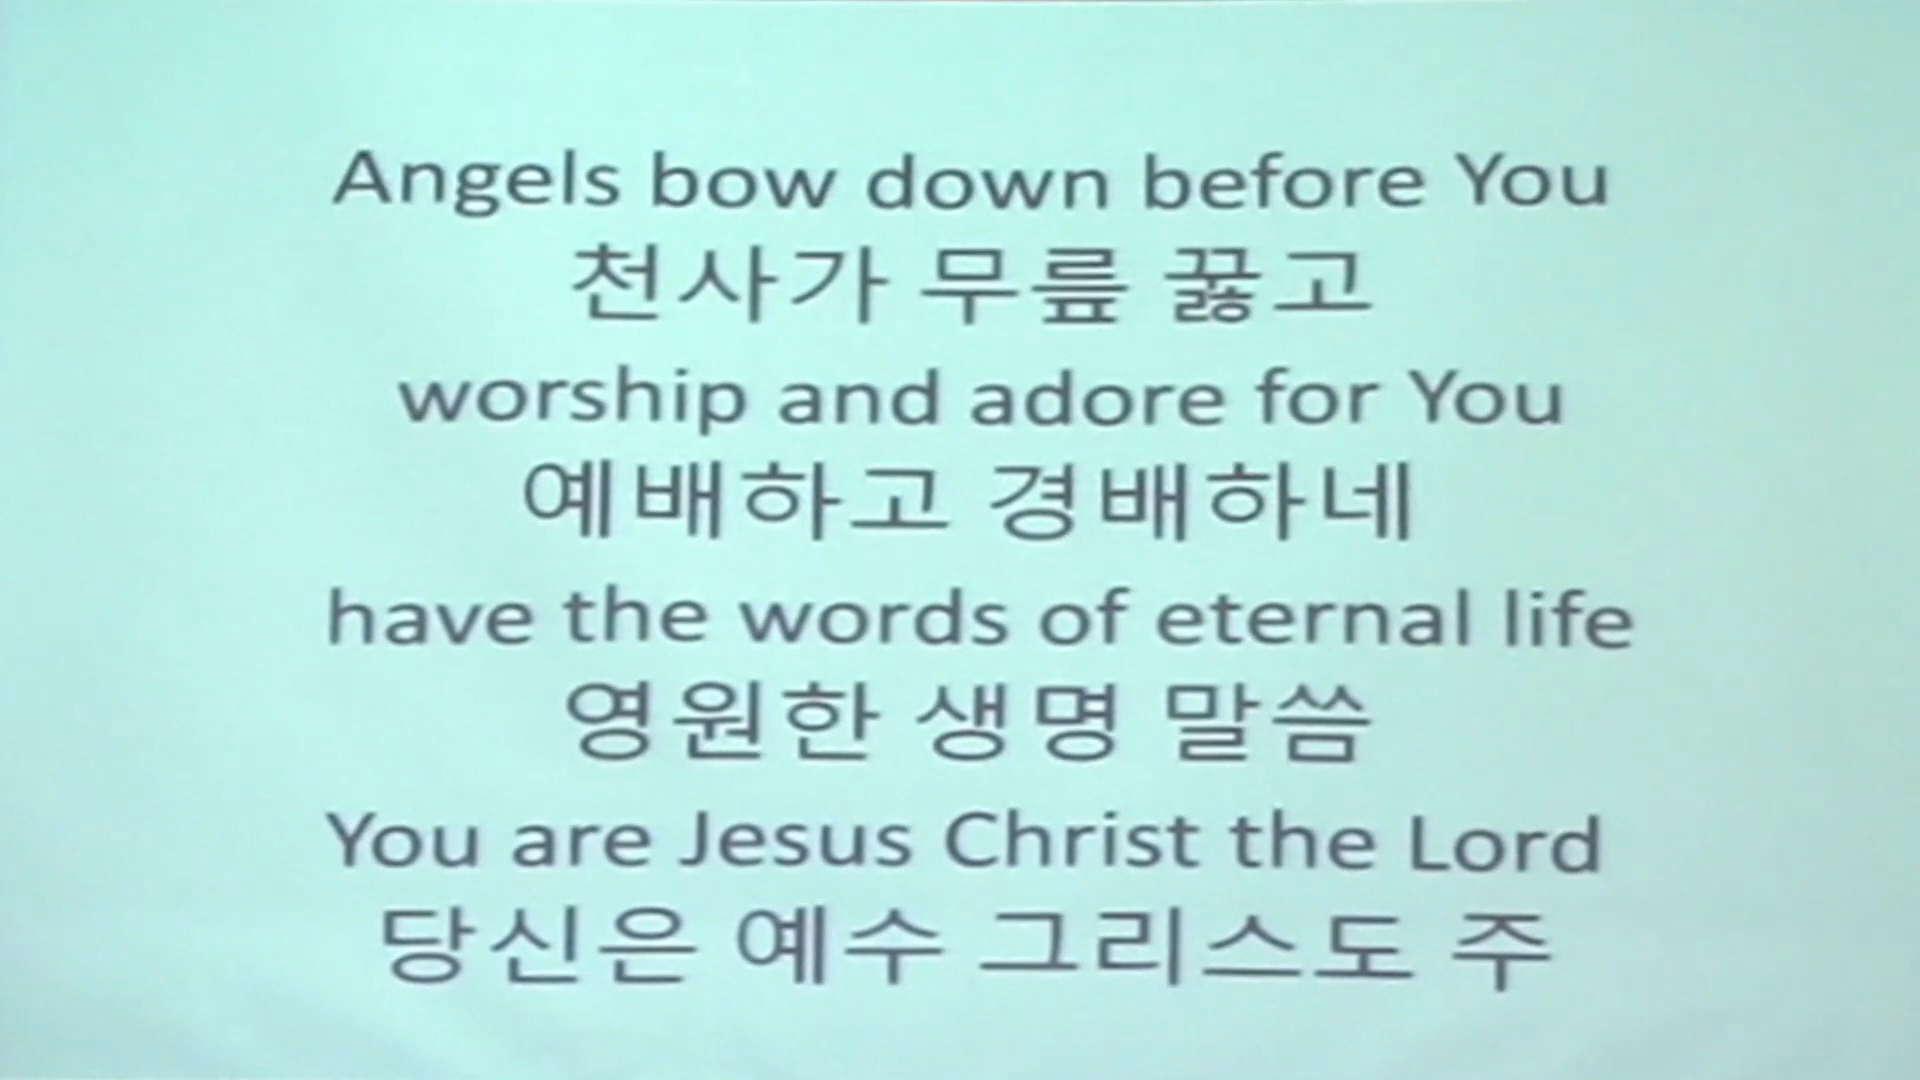 Angels bow down before You
천사가 무릎 꿇고
worship and adore for You
예배하고 경배하네
have the words of eternal life
영원한 생명 말씀
You are Jesus Christ the Lord
당신은 예수 그리스도 주